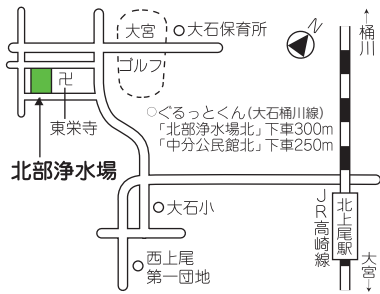 N
↑桶川
大宮
ゴルフ
○大石保育所
卍
東栄寺
北部浄水場
○ぐるっとくん(大石桶川線)
「北部浄水場北」下車300m
「中分公民館北」下車250m
大石小
西上尾
第一団地
JR高崎線
北上尾駅
大宮↓